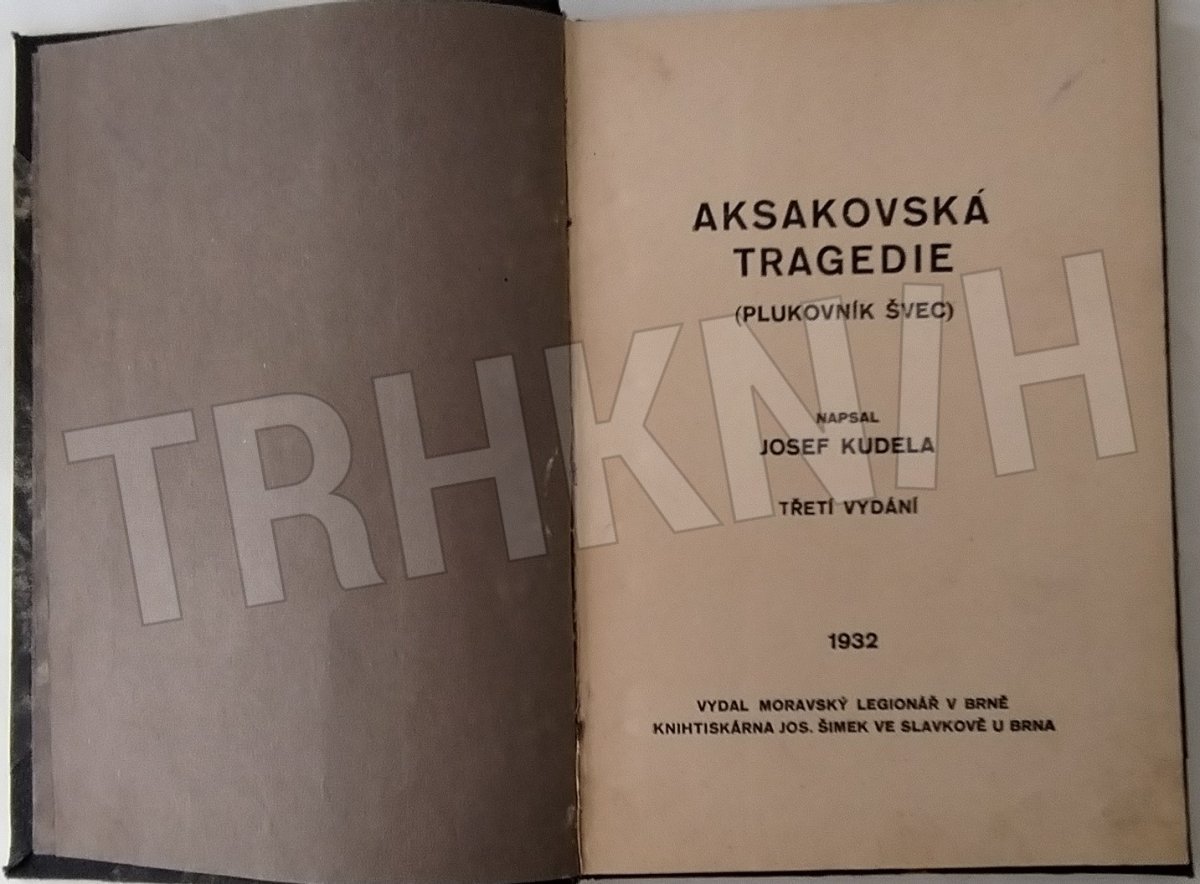 AKSAKOVSKÁ
TRAGEDIE
(PLUKOVNÍK ŠVEC)
NAPSAL
JOSEF KUDELA
TŘETÍ VYDÁNÍ
1932
VYDAL MORAVSKÝ LEGIONÁŘ V BRNĚ
KNIHTISKÁRNA JOS. ŠIMEK VE SLAVKOVĚ U BRNA
TRHKNIH